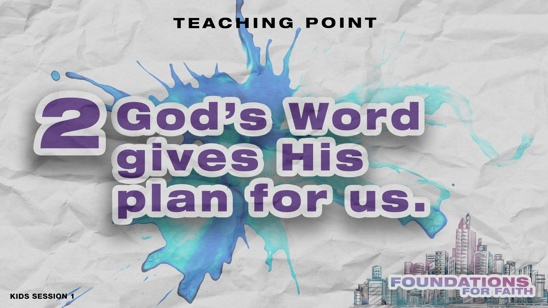 TEACHING POINT
2 God's Word
gives His
plan for us.
KIDS SESSION 1
FOUNDATIONS
FOR FAITH